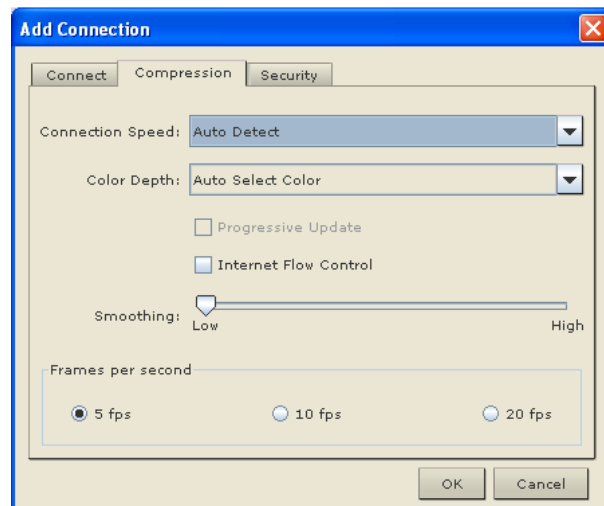 Add Connection
Connect Compression Security
Connection Speed: Auto Detect
Color Depth: Auto Select Color
Progressive Update
Internet Flow Control
Smoothing:
Low High
Frames per second
5 fps 10 fps 20 fps
OK Cancel